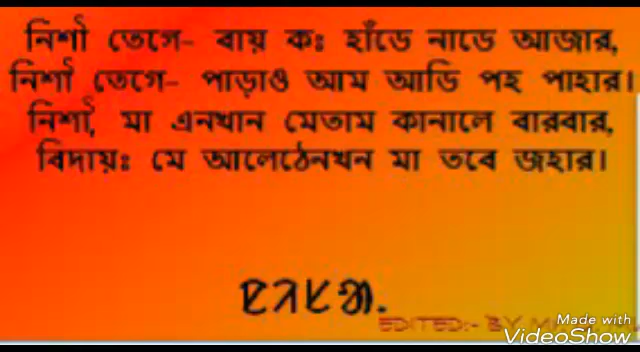 নির্শা তেগে- বায় কঃ হাঁডে নাডে আজার,
নির্শা তেগে- পাড়াও আম আডি পহ পাহার।
নির্শা, মা এনখান মেতাম কানালে বারবার,
বিদায়ঃ মে আলেঠেনখন মা তবে জহার।
EDITED:- BY
Made with
VideoShow